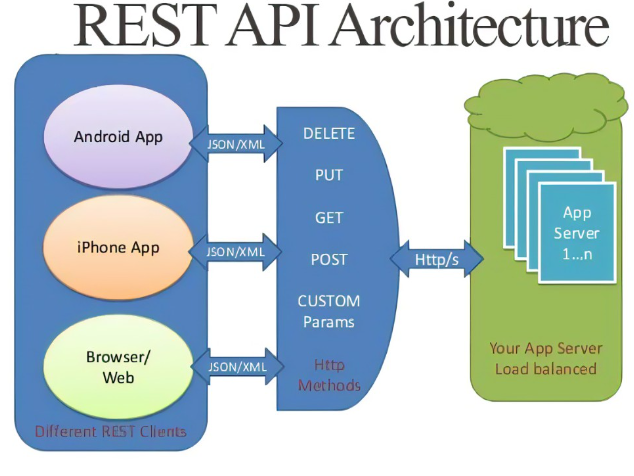 REST API Architecture
Android App
JSON/XML
iPhone App
JSON/XML
Browser/
Web
JSON/XML
Different REST Clients
DELETE
PUT
GET
POST
CUSTOM
Params
Http
Methods
Http/s
App
Server
1...n
Your App Server
Load balanced